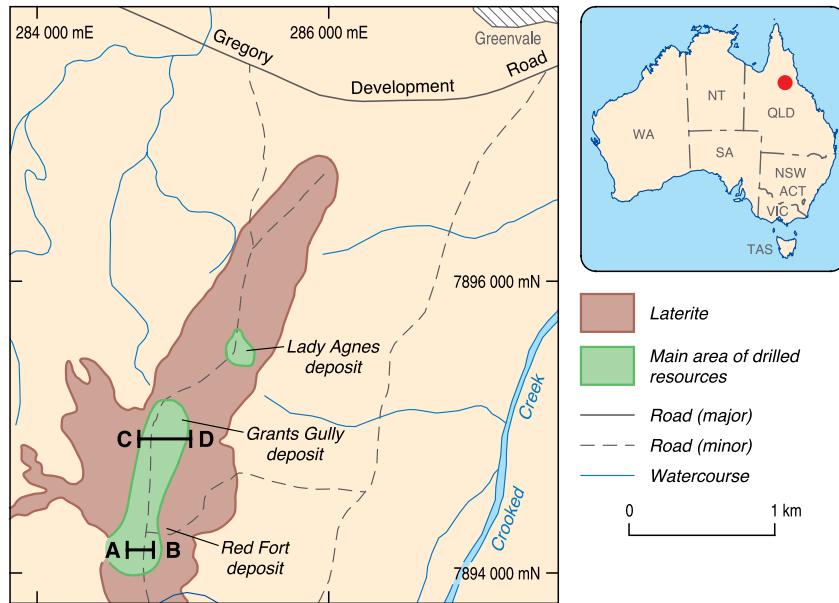 284 000 mE
286 000 mE
Gregory
Development
Road
Greenvale
7896 000 mN
Lady Agnes
deposit
C
D
Grants Gully
deposit
Creek
Crooked
A
B
Red Fort
deposit
7894 000 mN
WA
NT
QLD
SA
NSW
ACT
VIC
TAS
Laterite
Main area of drilled
resources
Road (major)
Road (minor)
Watercourse
0
1 km